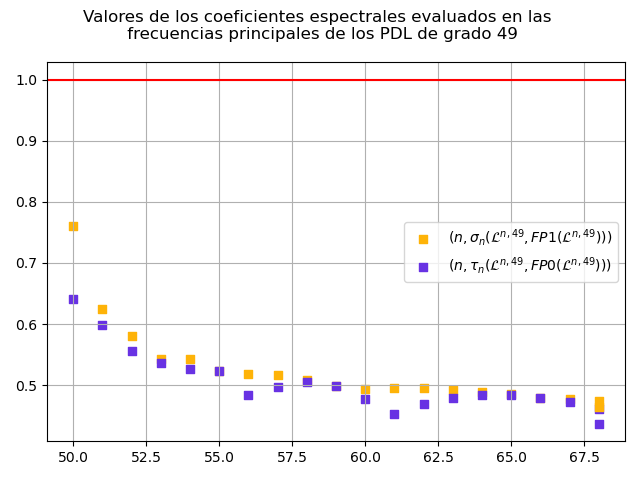 Valores de los coeficientes espectrales evaluados en las
frecuencias principales de los PDL de grado 49
1.0
0.9
0.8
0.7
0.6
0.5
(n, σₙ(ℒⁿ,⁴⁹, FP1(ℒⁿ,⁴⁹)))
(n, τₙ(ℒⁿ,⁴⁹, FP0(ℒⁿ,⁴⁹)))
50.0 52.5 55.0 57.5 60.0 62.5 65.0 67.5